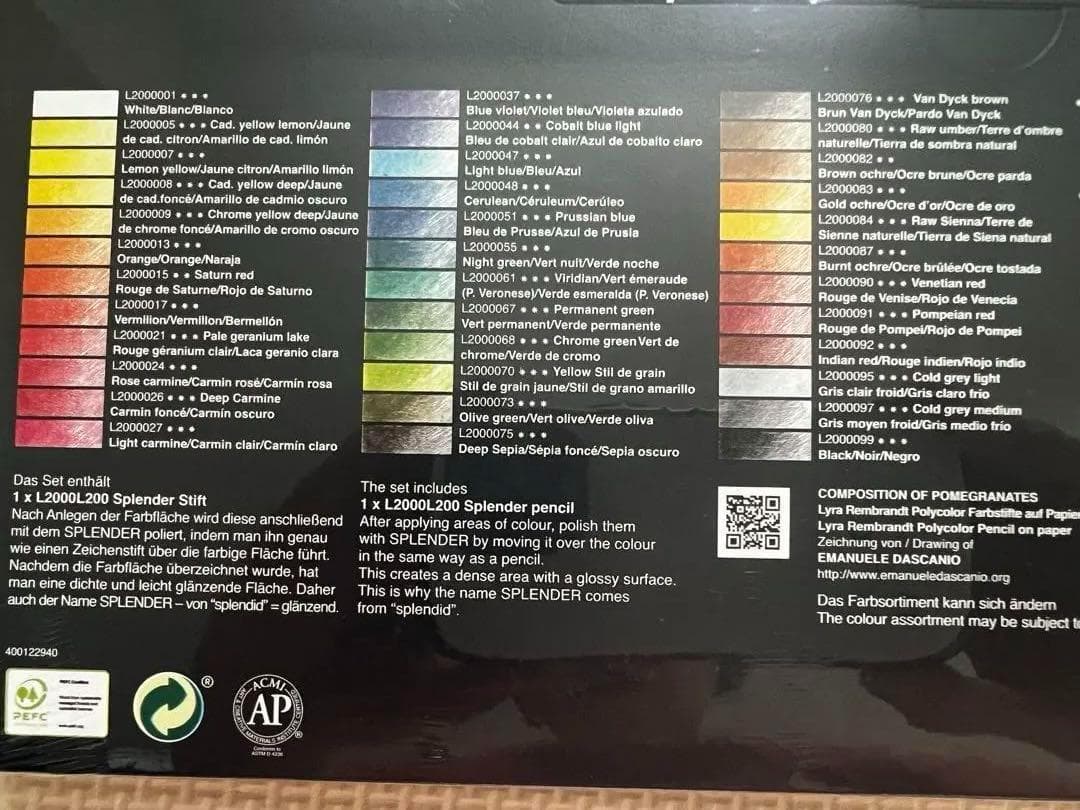 L2000001 • • •
White/Blanc/Blanco
L2000005 • • • Cad. yellow lemon/Jaune
de cad. citron/Amarillo de cad. limón
L2000007 • • •
Lemon yellow/Jaune citron/Amarillo limón
L2000008 • • • Cad. yellow deep/Jaune
de cad.foncé/Amarillo de cadmio oscuro
L2000009 • • • Chrome yellow deep/Jaune
de chrome foncé/Amarillo de cromo oscuro
L2000013 • • •
Orange/Orange/Naraja
L2000015 • • Saturn red
Rouge de Saturne/Rojo de Saturno
L2000017 • • •
Vermilion/Vermillon/Bermellón
L2000021 • • • Pale geranium lake
Rouge géranium clair/Laca geranio clara
L2000024 • • •
Rose carmine/Carmin rosé/Carmín rosa
L2000026 • • • Deep Carmine
Carmin foncé/Carmín oscuro
L2000027 • • •
Light carmine/Carmin clair/Carmín claro
L2000037 • • •
Blue violet/Violet bleu/Violeta azulado
L2000044 • • Cobalt blue light
Bleu de cobalt clair/Azul de cobalto claro
L2000047 • •
Light blue/Bleu/Azul
L2000048 • • •
Cerulean/Céruleum/Cerúleo
L2000051 • • • Prussian blue
Bleu de Prusse/Azul de Prusia
L2000055 • • •
Night green/Vert nuit/Verde noche
L2000061 • • • Viridian/Vert émeraude
(P. Veronese)/Verde esmeralda (P. Veronese)
L2000067 • • • Permanent green
Vert permanent/Verde permanente
L2000068 • • • Chrome green Vert de
chrome/Verde de cromo
L2000070 • • • Yellow Stil de grain
Stil de grain jaune/Stil de grano amarillo
L2000073 • • •
Olive green/Vert olive/Verde oliva
L2000075 • • •
Deep Sepia/Sépia foncé/Sepia oscuro
L2000076 • • • Van Dyck brown
Brun Van Dyck/Pardo Van Dyck
L2000080 • • • Raw umber/Terre d'ombre
naturelle/Tierra de sombra natural
L2000082 • •
Brown ochre/Ocre brune/Ocre parda
L2000083 • • •
Gold ochre/Ocre d'or/Ocre de oro
L2000084 • • • Raw Sienna/Terre de
Sienne naturelle/Tierra de Siena natural
L2000087 • • •
Burnt ochre/Ocre brûlée/Ocre tostada
L2000090 • • • Venetian red
Rouge de Venise/Rojo de Venecia
L2000091 • • • Pompeian red
Rouge de Pompei/Rojo de Pompei
L2000092 • • •
Indian red/Rouge indien/Rojo indio
L2000095 • • • Cold grey light
Gris clair froid/Gris claro frío
L2000097 • • • Cold grey medium
Gris moyen froid/Gris medio frío
L2000099 • • •
Black/Noir/Negro
Das Set enthält
1 x L2000L200 Splender Stift
Nach Anlegen der Farbfläche wird diese anschließend
mit dem SPLENDER poliert, indem man ihn genau
wie einen Zeichenstift über die farbige Fläche führt.
Nachdem die Farbfläche überzeichnet wurde, hat
man eine dichte und leicht glänzende Fläche. Daher
auch der Name SPLENDER – von "splendid" = glänzend.
The set includes
1 x L2000L200 Splender pencil
After applying areas of colour, polish them
with SPLENDER by moving it over the colour
in the same way as a pencil.
This creates a dense area with a glossy surface.
This is why the name SPLENDER comes
from "splendid".
COMPOSITION OF POMEGRANATES
Lyra Rembrandt Polycolor Farbstifte auf Papier
Lyra Rembrandt Polycolor Pencil on paper
Zeichnung von / Drawing of
EMANUELE DASCANIO
http://www.emanueledascanio.org
Das Farbsortiment kann sich ändern
The colour assortment may be subject to
400122940
PEFC
®
ACMI
AP
ART & CREATIVE MATERIALS INSTITUTE CERTIFIED
®
Conforms to
ASTM D 4236